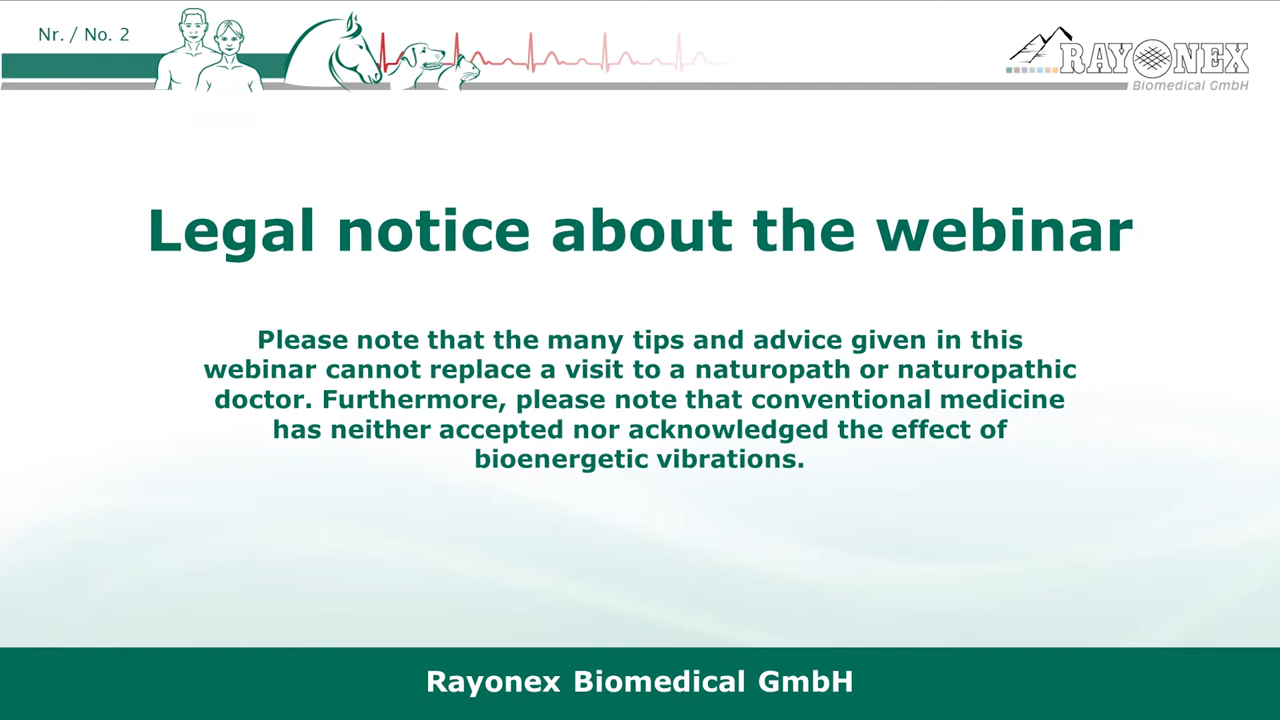 Nr. / No. 2
RAYONEX
Biomedical GmbH
Legal notice about the webinar
Please note that the many tips and advice given in this
webinar cannot replace a visit to a naturopath or naturopathic
doctor. Furthermore, please note that conventional medicine
has neither accepted nor acknowledged the effect of
bioenergetic vibrations.
Rayonex Biomedical GmbH